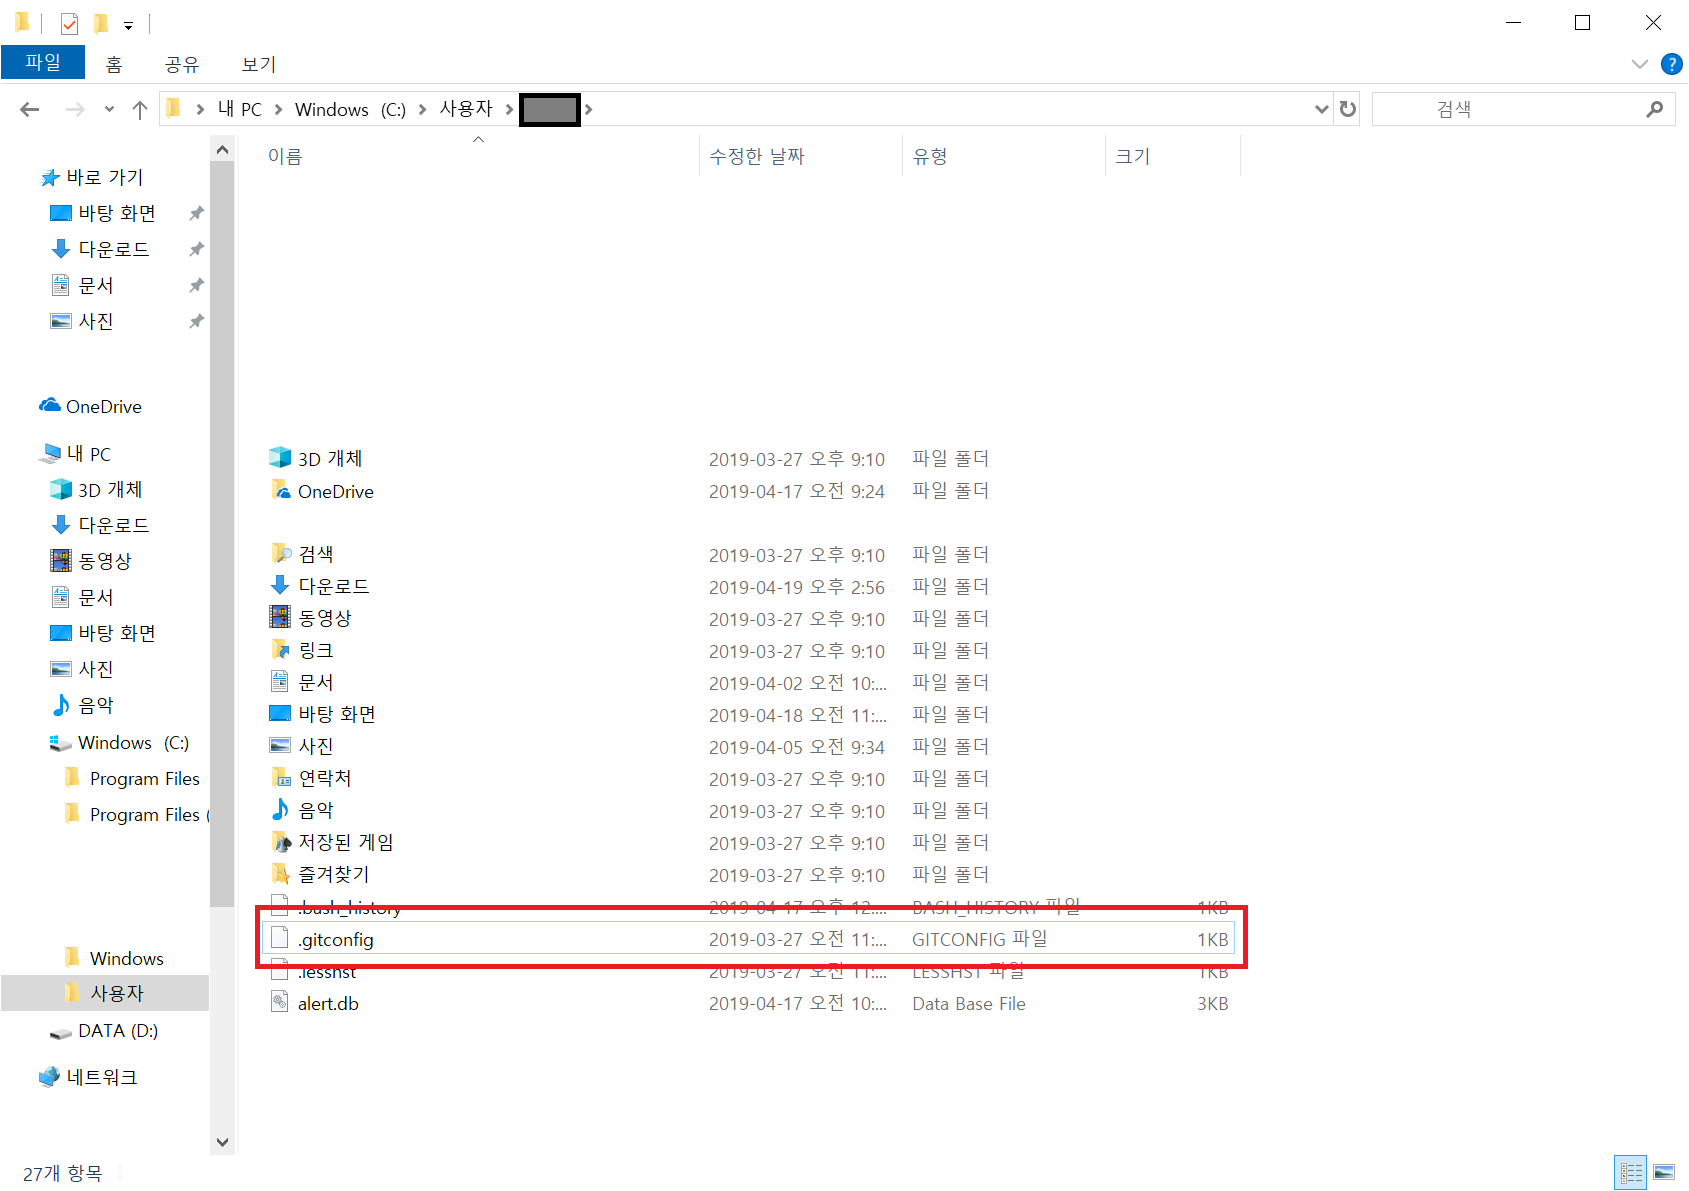 파일 홈 공유 보기
내 PC Windows (C:) 사용자
검색
이름 수정한 날짜 유형 크기
바로 가기
바탕 화면
다운로드
문서
사진
OneDrive
내 PC
3D 개체
다운로드
동영상
문서
바탕 화면
사진
음악
Windows (C:)
Program Files
Program Files (
Windows
사용자
DATA (D:)
네트워크
3D 개체 2019-03-27 오후 9:10 파일 폴더
OneDrive 2019-04-17 오전 9:24 파일 폴더
검색 2019-03-27 오후 9:10 파일 폴더
다운로드 2019-04-19 오후 2:56 파일 폴더
동영상 2019-03-27 오후 9:10 파일 폴더
링크 2019-03-27 오후 9:10 파일 폴더
문서 2019-04-02 오전 10:... 파일 폴더
바탕 화면 2019-04-18 오전 11:... 파일 폴더
사진 2019-04-05 오전 9:34 파일 폴더
연락처 2019-03-27 오후 9:10 파일 폴더
음악 2019-03-27 오후 9:10 파일 폴더
저장된 게임 2019-03-27 오후 9:10 파일 폴더
즐겨찾기 2019-03-27 오후 9:10 파일 폴더
.bash_history 2019-04-17 오후 12:... BASH_HISTORY 파일 1KB
.gitconfig 2019-03-27 오전 11:... GITCONFIG 파일 1KB
.lesshst 2019-03-27 오전 11:... LESSHST 파일 1KB
alert.db 2019-04-17 오전 10:... Data Base File 3KB
27개 항목